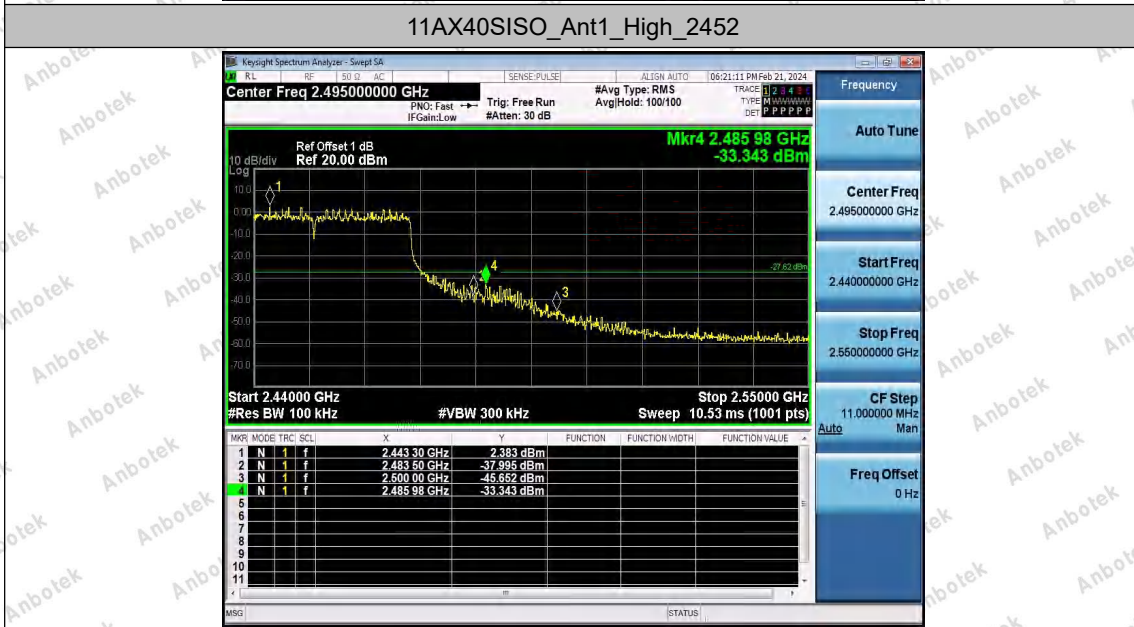 11AX40SISO_Ant1_High_2452
Keysight Spectrum Analyzer - Swept SA
RL RF 50 Ω AC SENSE:PULSE ALIGN AUTO 06:21:11 PM Feb 21, 2024
Center Freq 2.495000000 GHz
PNO: Fast
IFGain:Low
Trig: Free Run
#Atten: 30 dB
#Avg Type: RMS
Avg|Hold: 100/100
TRACE 1 2 3 4 5 6
TYPE M WWWWW
DET P P P P P P
Ref Offset 1 dB
10 dB/div Ref 20.00 dBm
Log
Mkr4 2.485 98 GHz
-33.343 dBm
10.0
0.00
-10.0
-20.0
-30.0
-40.0
-50.0
-60.0
-70.0
1
4
3
-27.62 dBm
Start 2.44000 GHz Stop 2.55000 GHz
#Res BW 100 kHz #VBW 300 kHz Sweep 10.53 ms (1001 pts)
MKR MODE TRC SCL X Y FUNCTION FUNCTION WIDTH FUNCTION VALUE
1 N 1 f 2.443 30 GHz 2.383 dBm
2 N 1 f 2.483 50 GHz -37.995 dBm
3 N 1 f 2.500 00 GHz -45.652 dBm
4 N 1 f 2.485 98 GHz -33.343 dBm
5
6
7
8
9
10
11
MSG STATUS
Frequency
Auto Tune
Center Freq
2.495000000 GHz
Start Freq
2.440000000 GHz
Stop Freq
2.550000000 GHz
CF Step
11.000000 MHz
Auto Man
Freq Offset
0 Hz
Anbotek